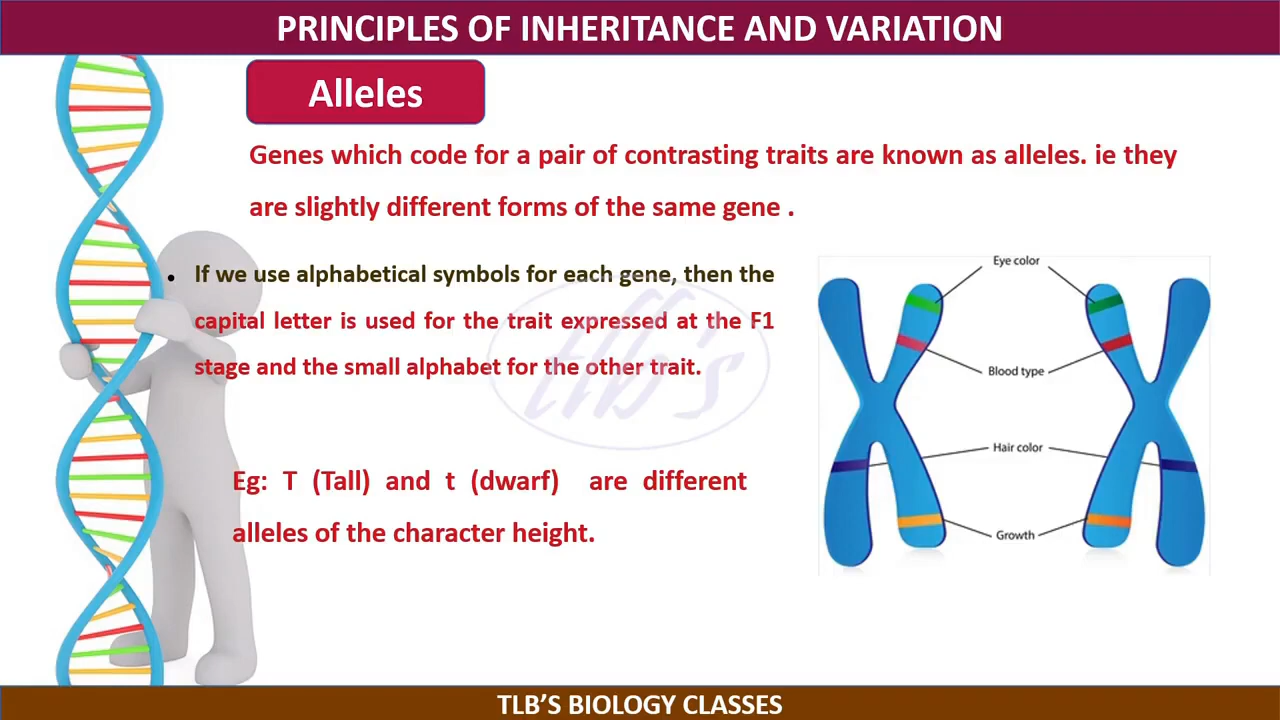 PRINCIPLES OF INHERITANCE AND VARIATION
Alleles
Genes which code for a pair of contrasting traits are known as alleles. ie they
are slightly different forms of the same gene .
• If we use alphabetical symbols for each gene, then the
capital letter is used for the trait expressed at the F1
stage and the small alphabet for the other trait.
Eg: T (Tall) and t (dwarf) are different
alleles of the character height.
Eye color
Blood type
Hair color
Growth
tlb's
TLB’S BIOLOGY CLASSES